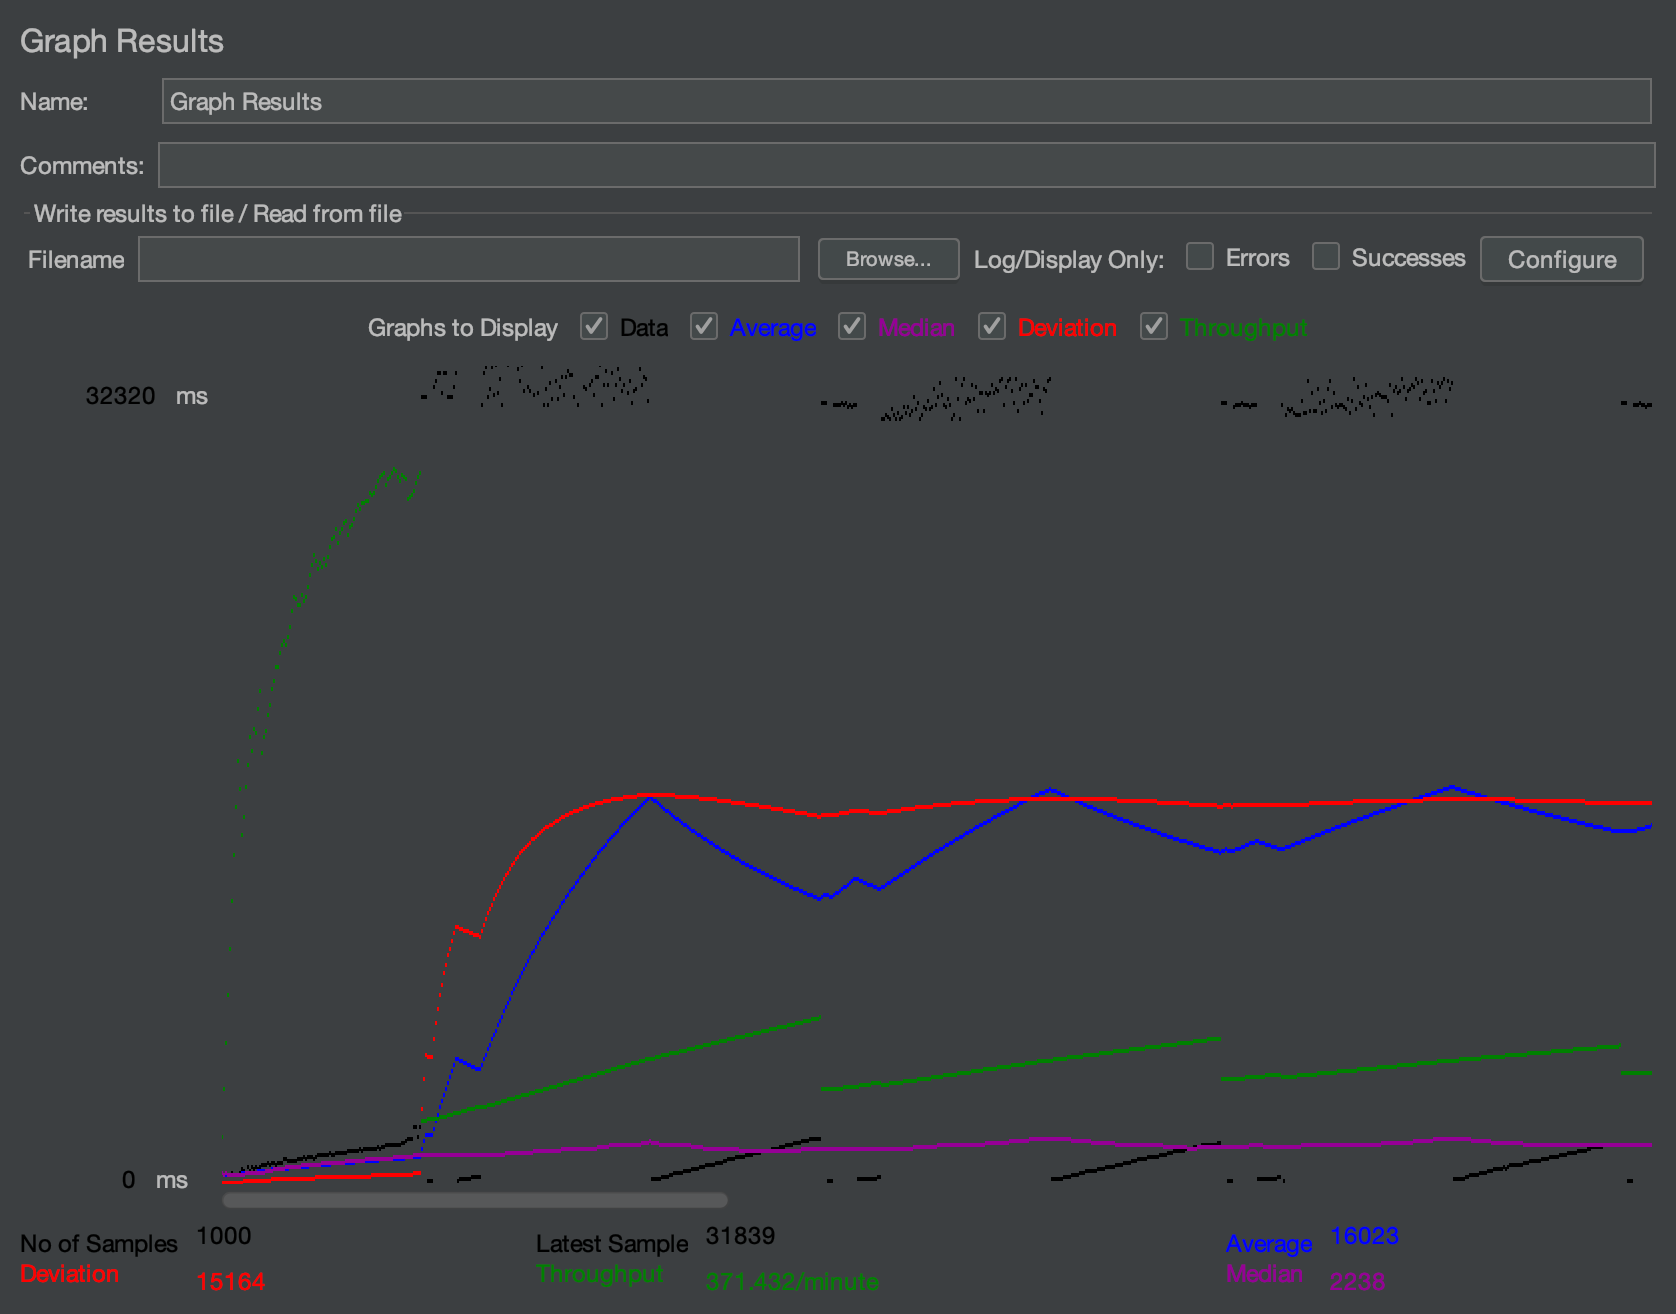 Graph Results
Name: Graph Results
Comments:
Write results to file / Read from file
Filename Browse... Log/Display Only: Errors Successes Configure
Graphs to Display Data Average Median Deviation Throughput
32320 ms
0 ms
No of Samples 1000 Latest Sample 31839 Average 16023
Deviation 15164 Throughput 371.432/minute Median 2238